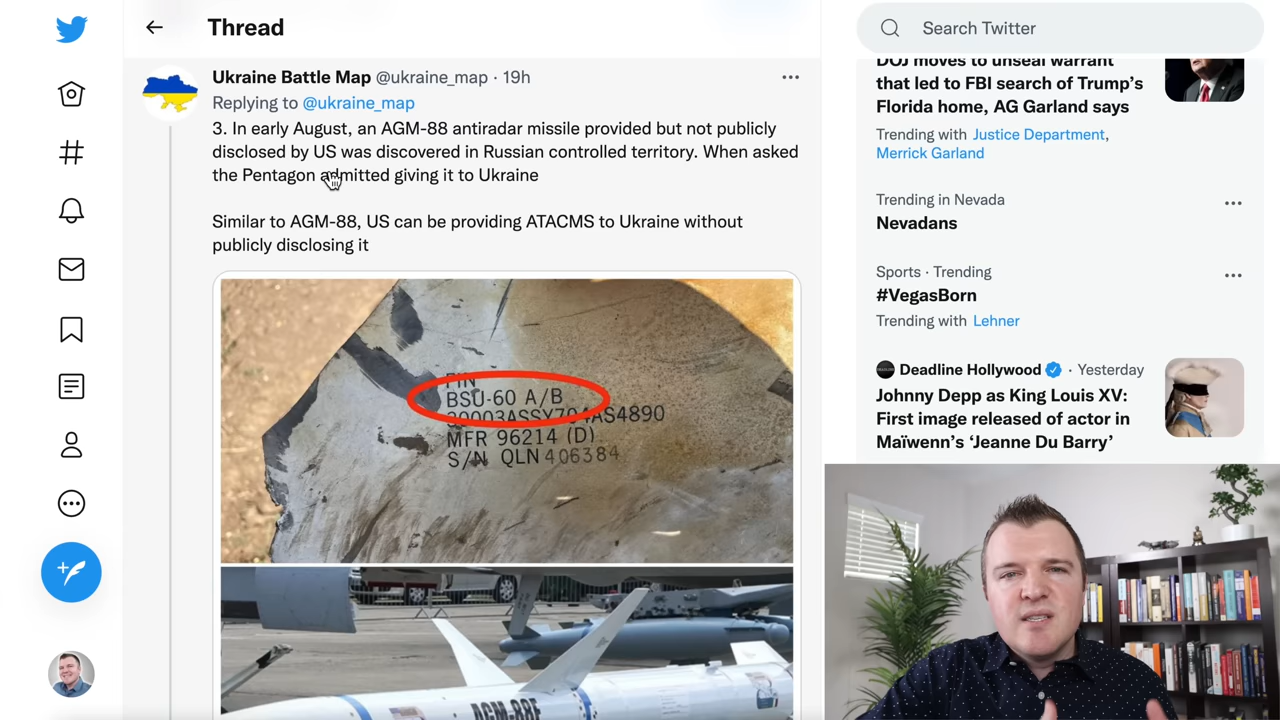 Thread
Search Twitter
Ukraine Battle Map @ukraine_map · 19h
Replying to @ukraine_map
3. In early August, an AGM-88 antiradar missile provided but not publicly
disclosed by US was discovered in Russian controlled territory. When asked
the Pentagon admitted giving it to Ukraine
Similar to AGM-88, US can be providing ATACMS to Ukraine without
publicly disclosing it
FIN
BSU-60 A/B
MFR 96214 (D)
S/N QLN 406384
DOJ moves to unseal warrant
that led to FBI search of Trump's
Florida home, AG Garland says
Trending with Justice Department,
Merrick Garland
Trending in Nevada
Nevadans
Sports · Trending
#VegasBorn
Trending with Lehner
Deadline Hollywood · Yesterday
Johnny Depp as King Louis XV:
First image released of actor in
Maïwenn's ‘Jeanne Du Barry’